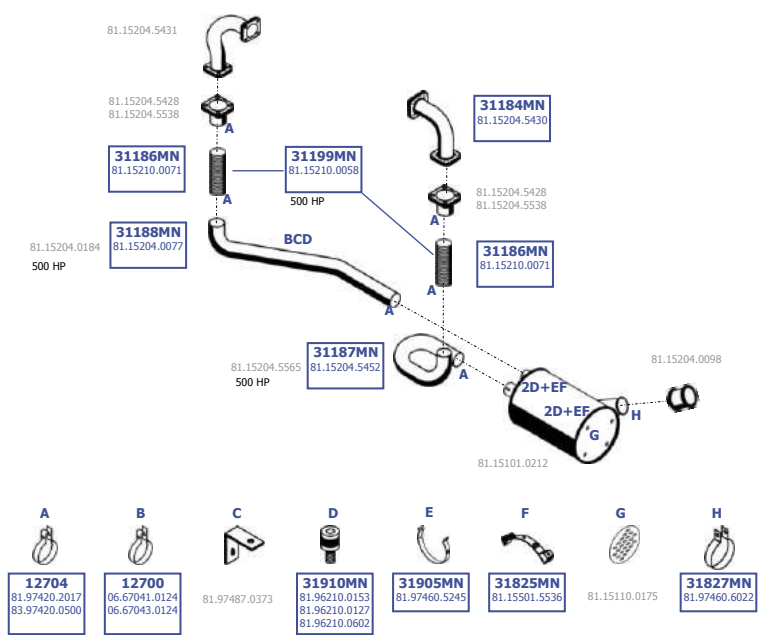 81.15204.5431
81.15204.5428
81.15204.5538
A
31184MN
81.15204.5430
31186MN
81.15210.0071
A
31199MN
81.15210.0058
500 HP
81.15204.5428
81.15204.5538
A
31188MN
81.15204.0077
81.15204.0184
500 HP
BCD
A
31186MN
81.15210.0071
A
31187MN
81.15204.5452
81.15204.5565
500 HP
A
81.15204.0098
2D+EF
2D+EF
H
G
81.15101.0212
A B C D E F G H
12704
81.97420.2017
83.97420.0500
12700
06.67041.0124
06.67043.0124
81.97487.0373
31910MN
81.96210.0153
81.96210.0127
81.96210.0602
31905MN
81.97460.5245
31825MN
81.15501.5536
81.15110.0175
31827MN
81.97460.6022